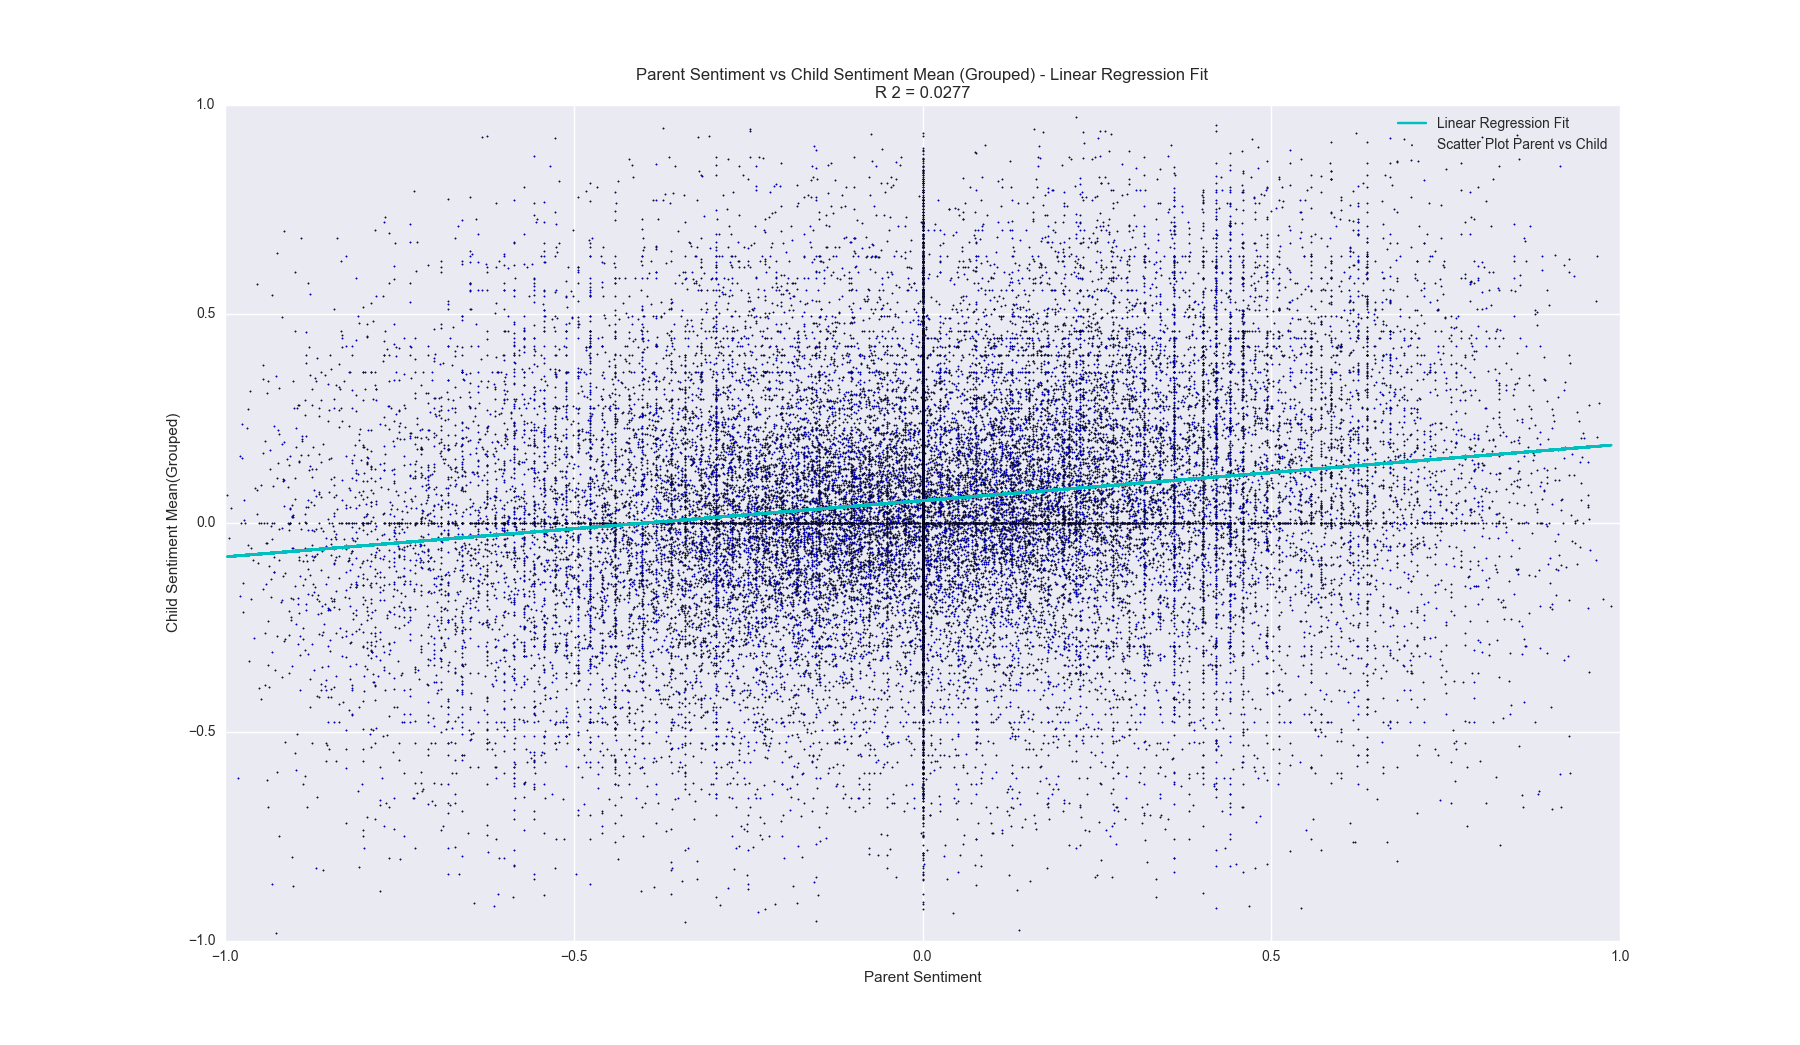 Parent Sentiment vs Child Sentiment Mean (Grouped) - Linear Regression Fit
R 2 = 0.0277
Linear Regression Fit
Scatter Plot Parent vs Child
1.0
0.5
0.0
−0.5
−1.0
Child Sentiment Mean(Grouped)
−1.0
−0.5
0.0
0.5
1.0
Parent Sentiment